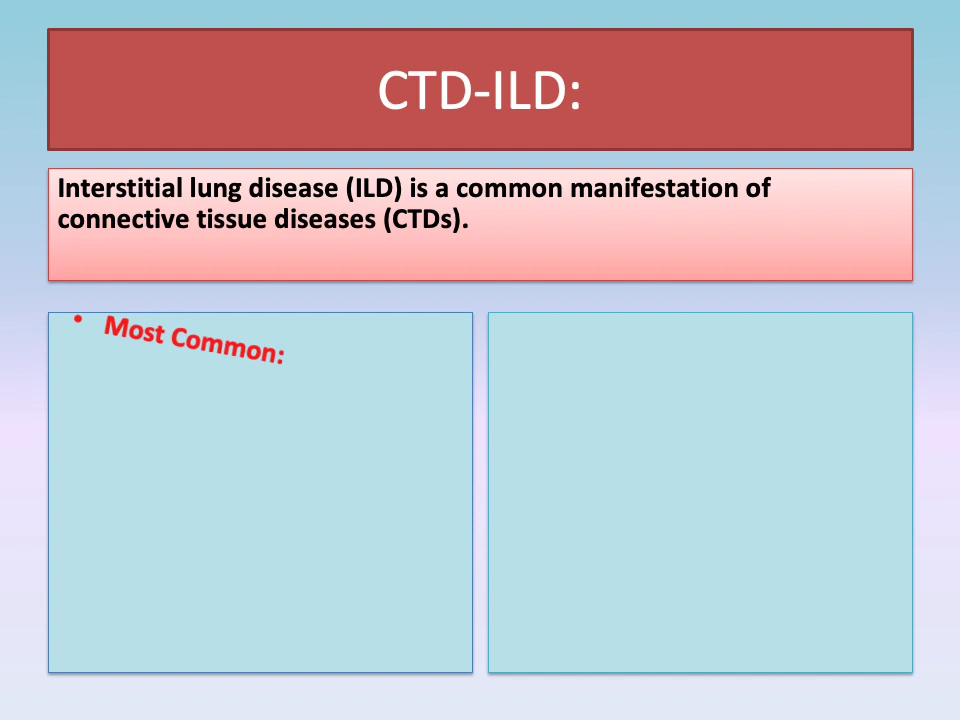 CTD-ILD:
Interstitial lung disease (ILD) is a common manifestation of
connective tissue diseases (CTDs).
• Most Common: